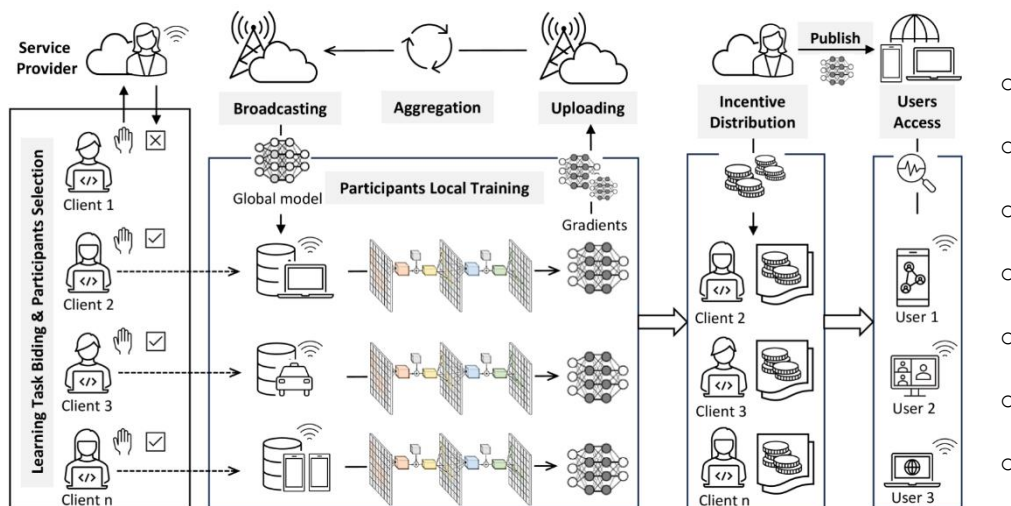 Service
Provider
Learning Task Biding & Participants Selection
</>
Client 1
</>
Client 2
</>
Client 3
</>
Client n
Broadcasting
Aggregation
Uploading
Global model
Participants Local Training
Gradients
Incentive
Distribution
</>
Client 2
</>
Client 3
</>
Client n
Publish
Users
Access
User 1
User 2
User 3